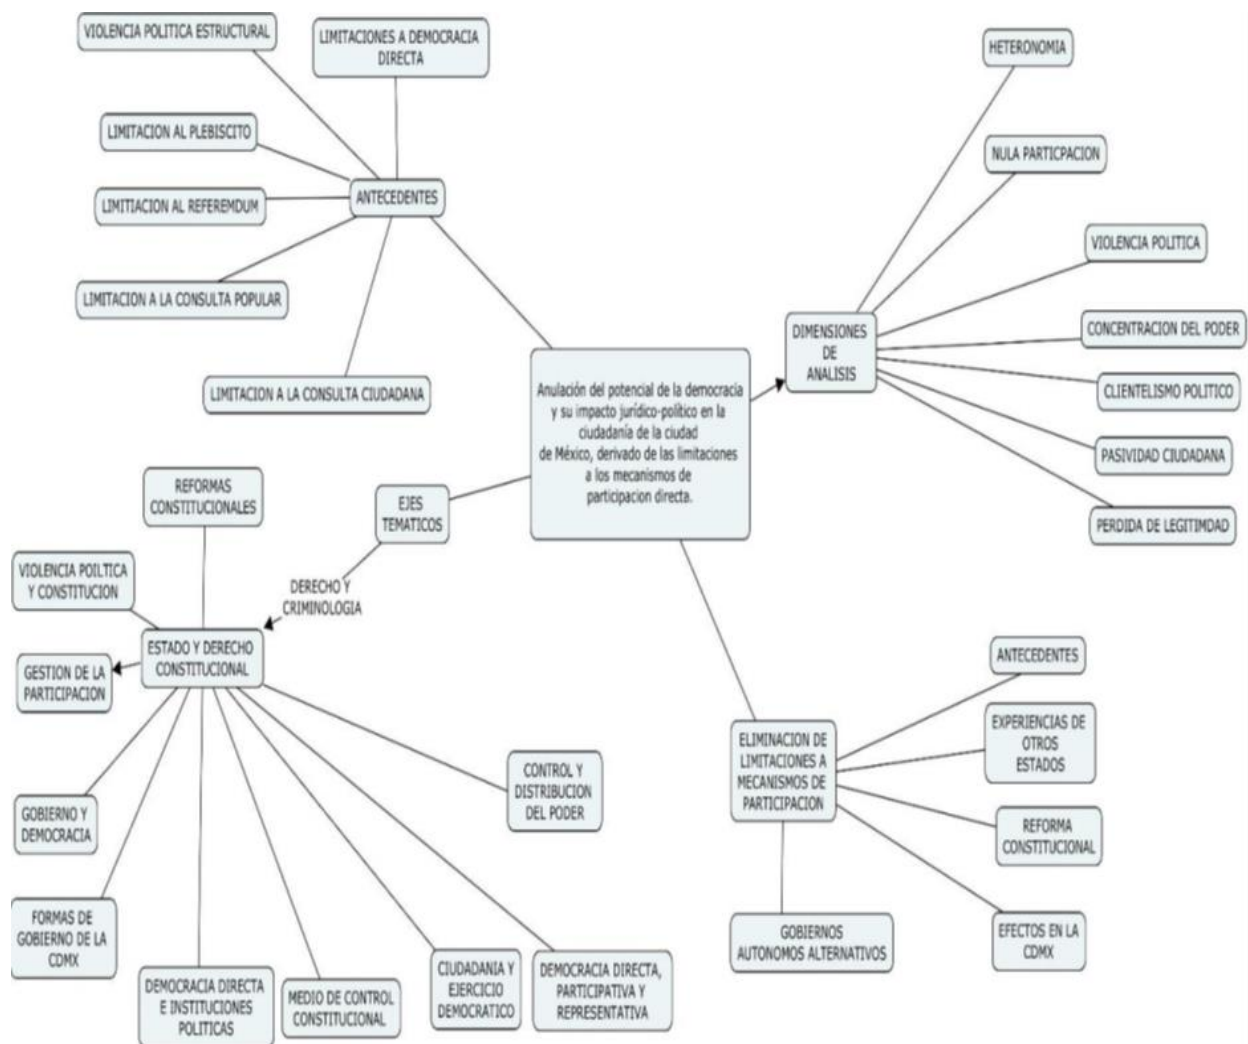 VIOLENCIA POLITICA ESTRUCTURAL
LIMITACIONES A DEMOCRACIA
DIRECTA
LIMITACION AL PLEBISCITO
LIMITIACION AL REFEREMDUM
LIMITACION A LA CONSULTA POPULAR
LIMITACION A LA CONSULTA CIUDADANA
ANTECEDENTES
HETERONOMIA
NULA PARTICPACION
VIOLENCIA POLITICA
CONCENTRACION DEL PODER
CLIENTELISMO POLITICO
PASIVIDAD CIUDADANA
PERDIDA DE LEGITIMDAD
DIMENSIONES
DE
ANALISIS
Anulación del potencial de la democracia
y su impacto jurídico-político en la
ciudadanía de la ciudad
de México, derivado de las limitaciones
a los mecanismos de
participacion directa.
EJES
TEMATICOS
DERECHO Y
CRIMINOLOGIA
REFORMAS
CONSTITUCIONALES
VIOLENCIA POILTICA
Y CONSTITUCION
ESTADO Y DERECHO
CONSTITUCIONAL
GESTION DE LA
PARTICIPACION
GOBIERNO Y
DEMOCRACIA
FORMAS DE
GOBIERNO DE LA
CDMX
DEMOCRACIA DIRECTA
E INSTITUCIONES
POLITICAS
MEDIO DE CONTROL
CONSTITUCIONAL
CIUDADANIA Y
EJERCICIO
DEMOCRATICO
DEMOCRACIA DIRECTA,
PARTICIPATIVA Y
REPRESENTATIVA
CONTROL Y
DISTRIBUCION
DEL PODER
ELIMINACION DE
LIMITACIONES A
MECANISMOS DE
PARTICIPACION
ANTECEDENTES
EXPERIENCIAS DE
OTROS
ESTADOS
REFORMA
CONSTITUCIONAL
EFECTOS EN LA
CDMX
GOBIERNOS
AUTONOMOS ALTERNATIVOS